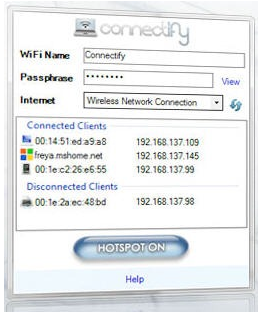 connectify
WiFi Name Connectify
Passphrase •••••••• View
Internet Wireless Network Connection
Connected Clients
00:14:51:ed:a9:a8 192.168.137.109
freya.mshome.net 192.168.137.145
00:1e:c2:26:e6:55 192.168.137.99
Disconnected Clients
00:1e:2a:ec:48:bd 192.168.137.98
HOTSPOT ON
Help